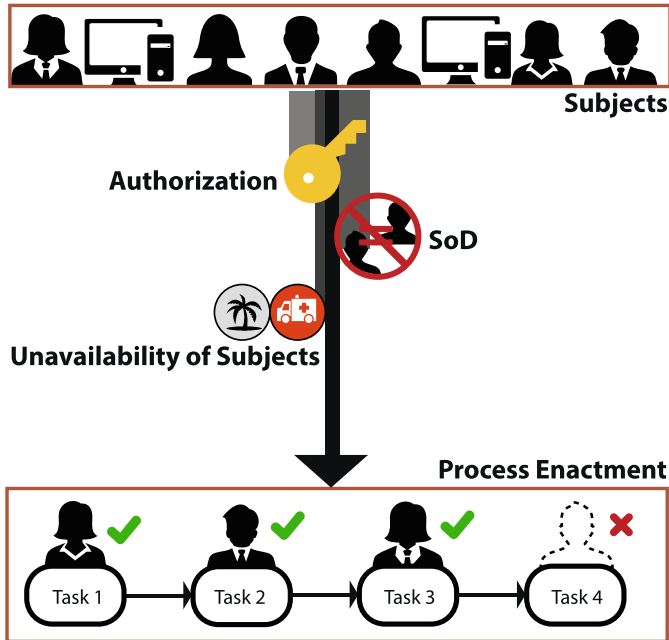 Subjects
Authorization
SoD
Unavailability of Subjects
Process Enactment
Task 1
Task 2
Task 3
Task 4